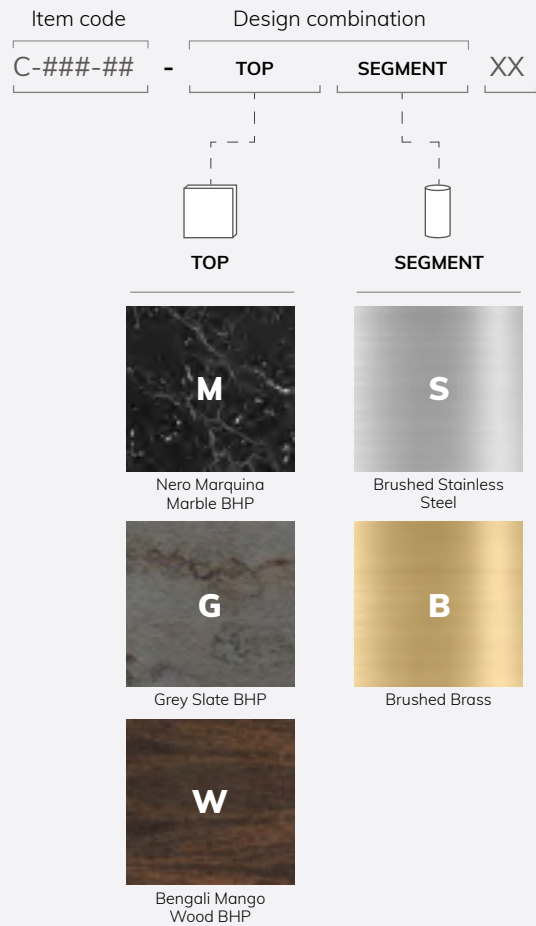 Item code Design combination
C-###-## - TOP SEGMENT XX
TOP SEGMENT
M S
Nero Marquina
Marble BHP
Brushed Stainless
Steel
G B
Grey Slate BHP Brushed Brass
W
Bengali Mango
Wood BHP